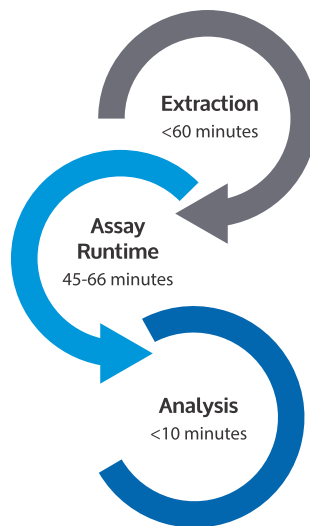 Extraction
<60 minutes
Assay
Runtime
45-66 minutes
Analysis
<10 minutes